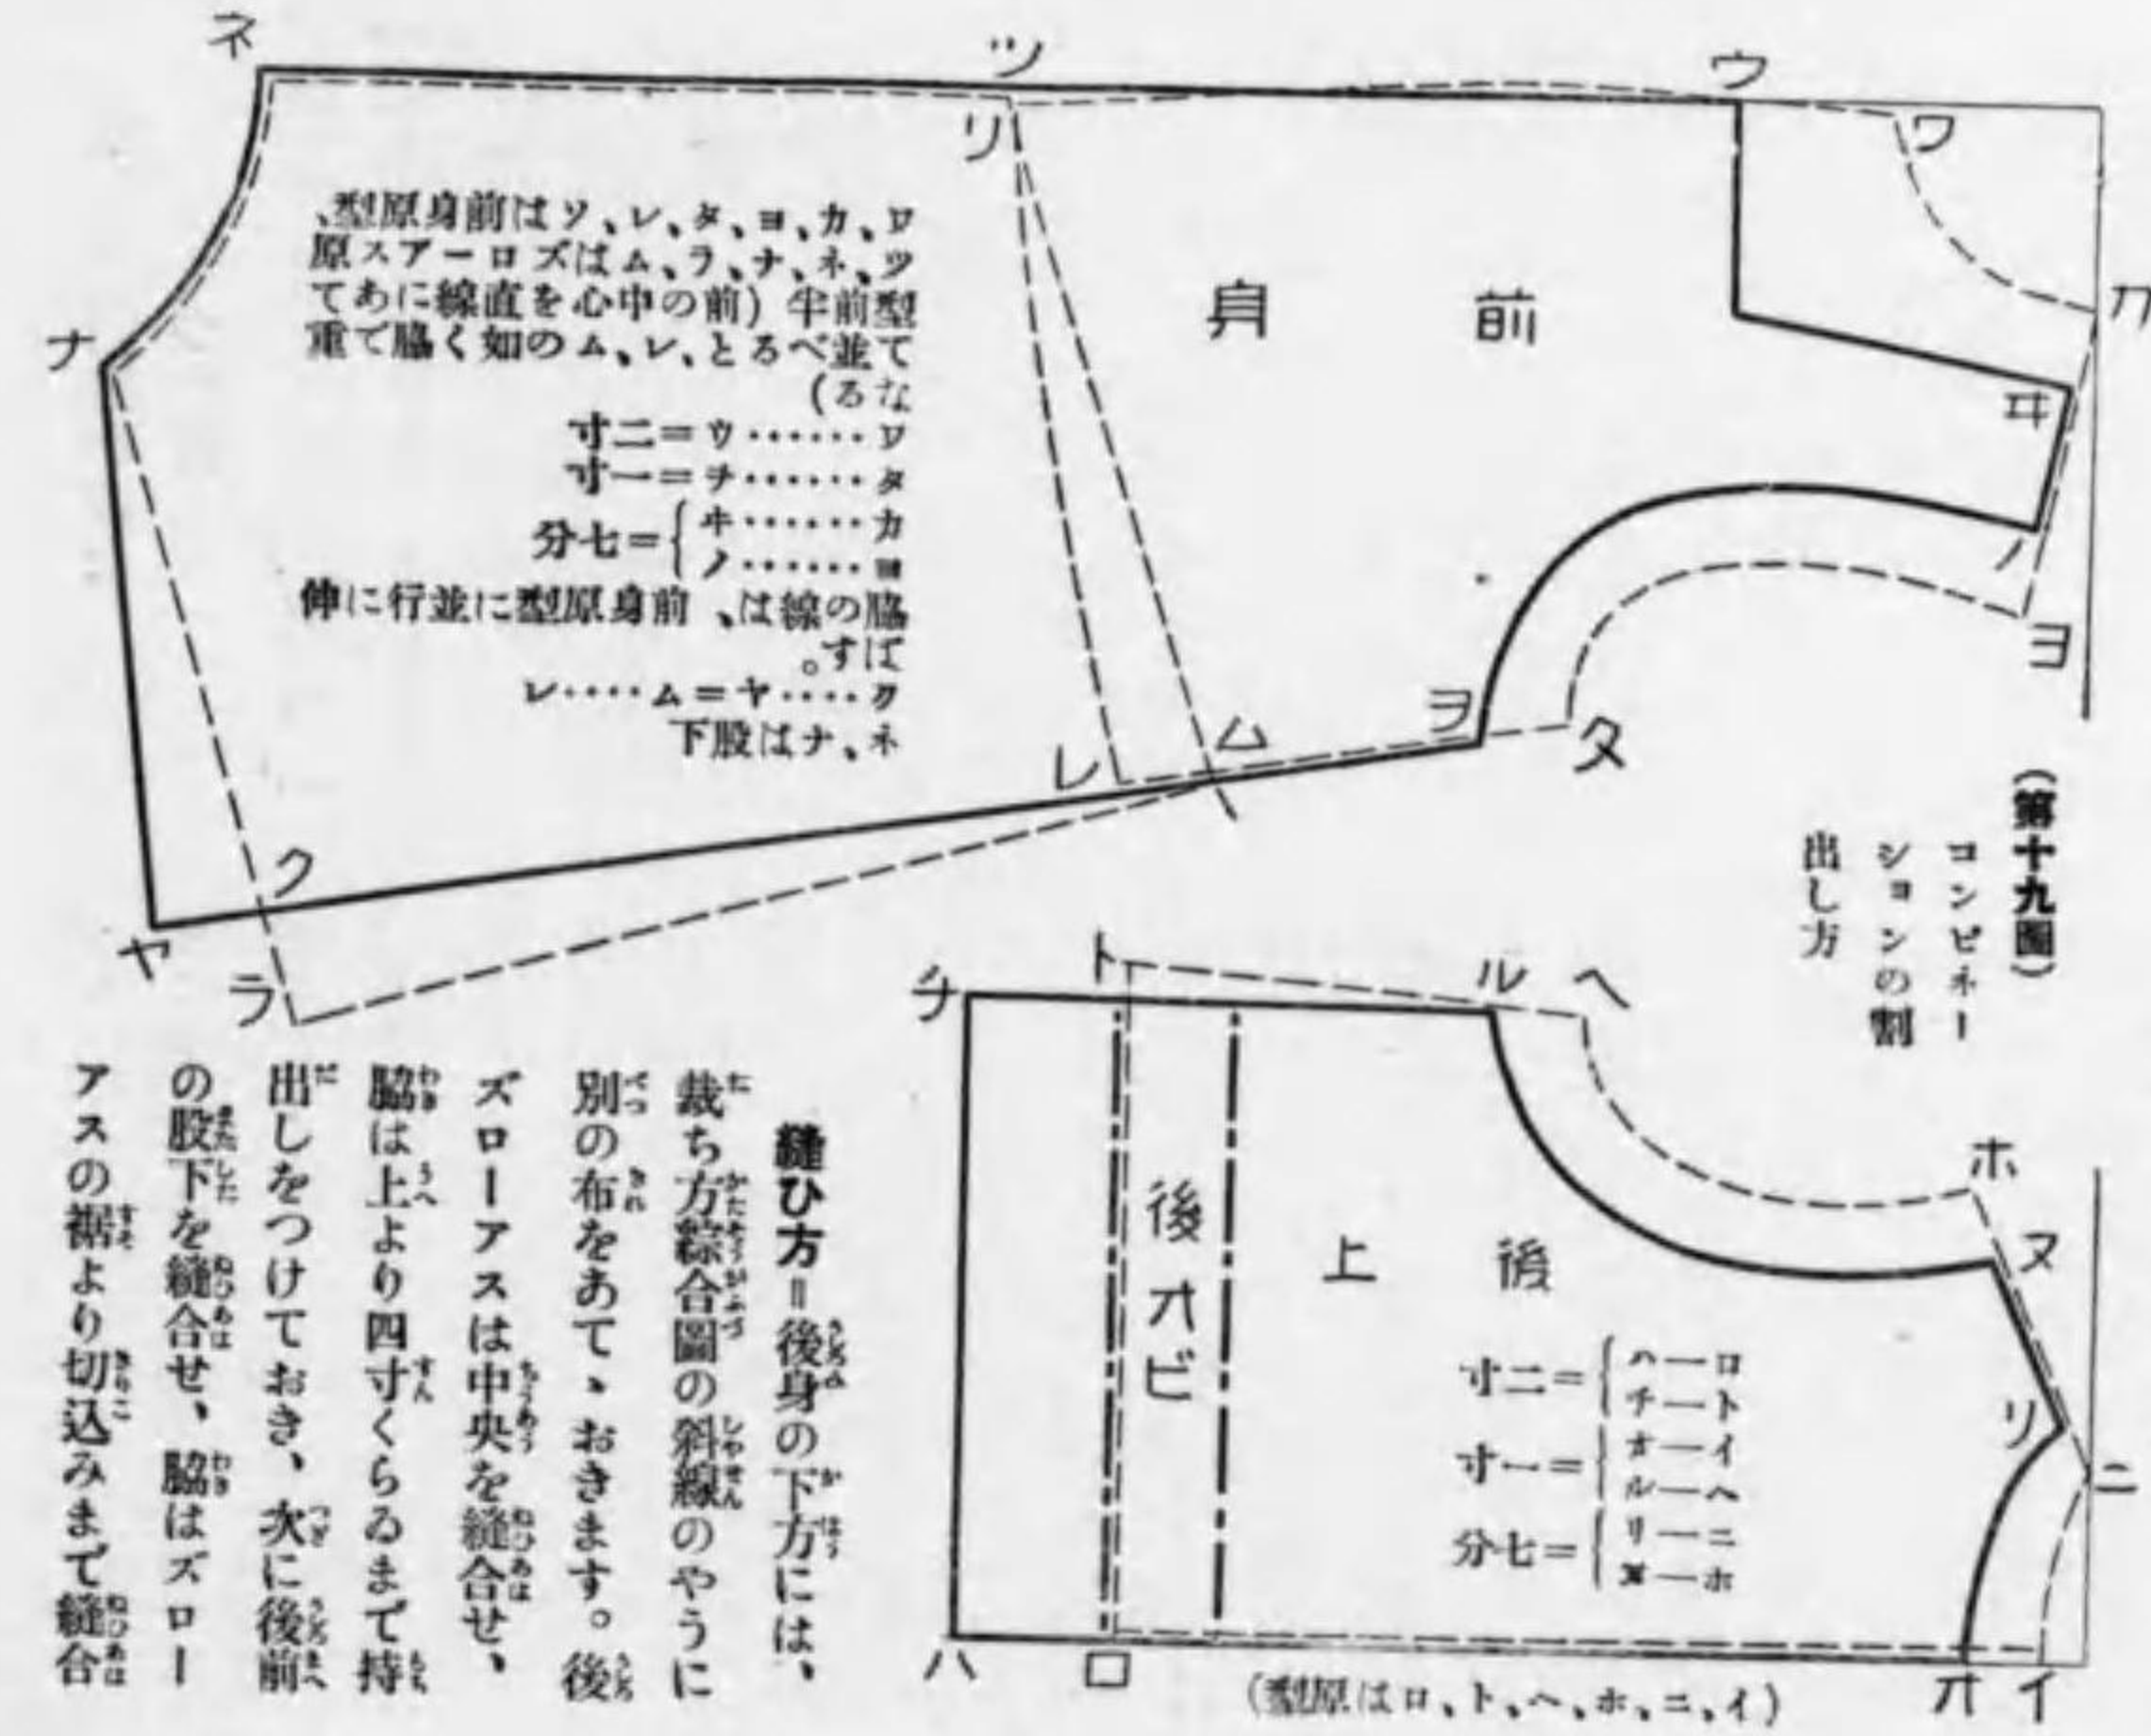 (第十九圖)
コンビネー
ションの割
出し方
ネ
ツ
ウ
リ
ワ
カ
ヰ
ノ
ヨ
タ
ヲ
ム
レ
ナ
ク
ヤ
ラ
前身
ワ、カ、ヨ、タ、レ、ソは前身原型、
ツ、ネ、ナ、ラ、ム、はズロースア原
型前半(前の中心を直線にあて
て並べると、レ、ムの如く脇で重
なる)
ワ……ウ=二寸
タ……ヲ=一寸
カ……ヰ
ヨ……ノ
}=七分
脇の線は、前身原型に並行に伸
ばす。
ク‥‥ヤ=ム‥‥レ
ネ、ナは股下
チ
ト
ル
ヘ
ホ
ヌ
リ
ニ
ハ
ロ
オ
イ
後オビ
後上
ロ―ハ
ト―チ
}=二寸
イ―オ
ヘ―ル
}=一寸
ニ―リ
ホ―ヌ
}=七分
(イ、ニ、ホ、ヘ、ト、ロは原型)
縫ひ方=後身の下方には、
裁ち方綜合圖の斜線のやうに
別の布をあてゝおきます。後
ズローアスは中央を縫合せ、
脇は上より四寸くらゐまで持
出しをつけておき、次に後前
の股下を縫合せ、脇はズロー
アスの裾より切込みまで縫合